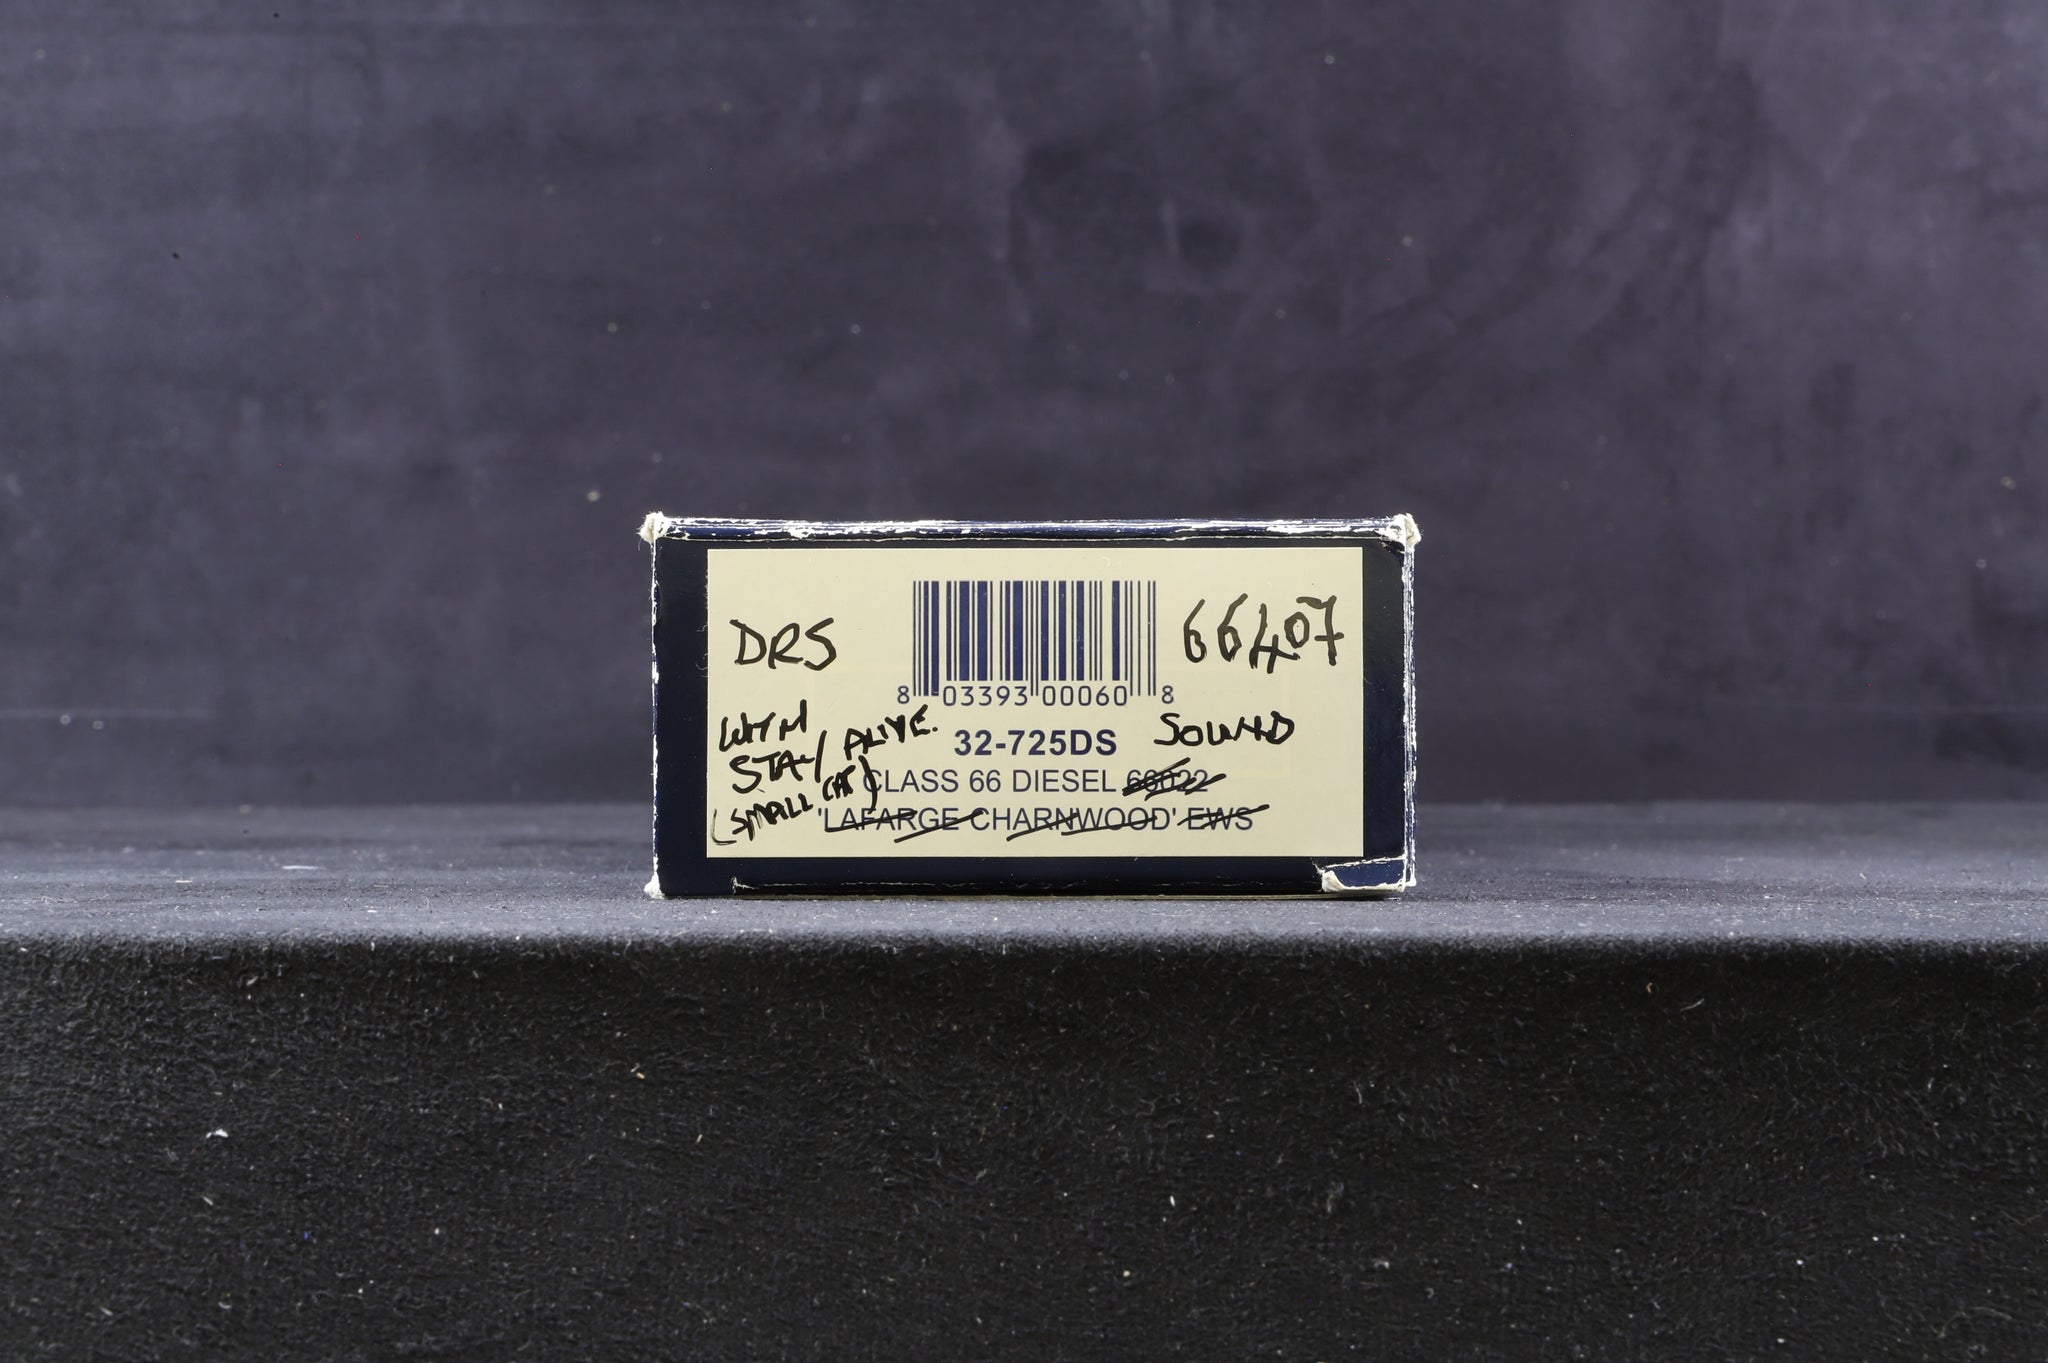 DRS
66407
8 03393 00060 8
WITH
STAY ALIVE.
(SMALL CAP)
32-725DS
SOUND
CLASS 66 DIESEL 66022
'LAFARGE CHARNWOOD' EWS